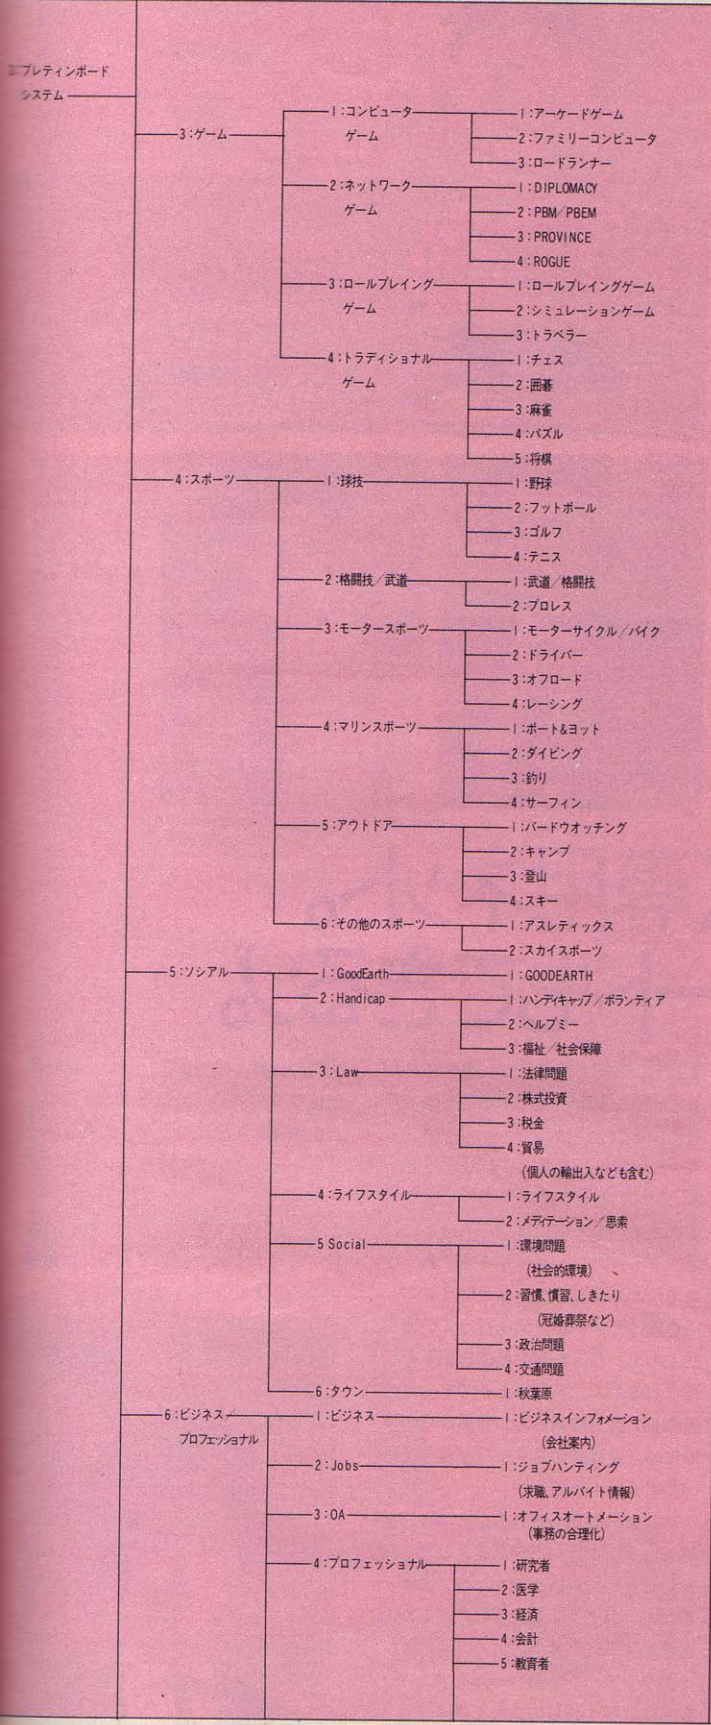 ブレティンボード
システム
3:ゲーム
1:コンピュータ
ゲーム
1:アーケードゲーム
2:ファミリーコンピュータ
3:ロードランナー
2:ネットワーク
ゲーム
1:DIPLOMACY
2:PBM/PBEM
3:PROVINCE
4:ROGUE
3:ロールプレイング
ゲーム
1:ロールプレイングゲーム
2:シミュレーションゲーム
3:トラベラー
4:トラディショナル
ゲーム
1:チェス
2:囲碁
3:麻雀
4:パズル
5:将棋
4:スポーツ
1:球技
1:野球
2:フットボール
3:ゴルフ
4:テニス
2:格闘技/武道
1:武道/格闘技
2:プロレス
3:モータースポーツ
1:モーターサイクル/バイク
2:ドライバー
3:オフロード
4:レーシング
4:マリンスポーツ
1:ボート&ヨット
2:ダイビング
3:釣り
4:サーフィン
5:アウトドア
1:バードウオッチング
2:キャンプ
3:登山
4:スキー
6:その他のスポーツ
1:アスレティックス
2:スカイスポーツ
5:ソシアル
1:GoodEarth
1:GOODEARTH
2:Handicap
1:ハンディキャップ/ボランティア
2:ヘルプミー
3:福祉/社会保障
3:Law
1:法律問題
2:株式投資
3:税金
4:貿易
(個人の輸出入なども含む)
4:ライフスタイル
1:ライフスタイル
2:メディテーション/思索
5 Social
1:環境問題
(社会的環境)
2:習慣、慣習、しきたり
(冠婚葬祭など)
3:政治問題
4:交通問題
6:タウン
1:秋葉原
6:ビジネス/
プロフェッショナル
1:ビジネス
1:ビジネスインフォメーション
(会社案内)
2:Jobs
1:ジョブハンティング
(求職、アルバイト情報)
3:OA
1:オフィスオートメーション
(事務の合理化)
4:プロフェッショナル
1:研究者
2:医学
3:経済
4:会計
5:教育者